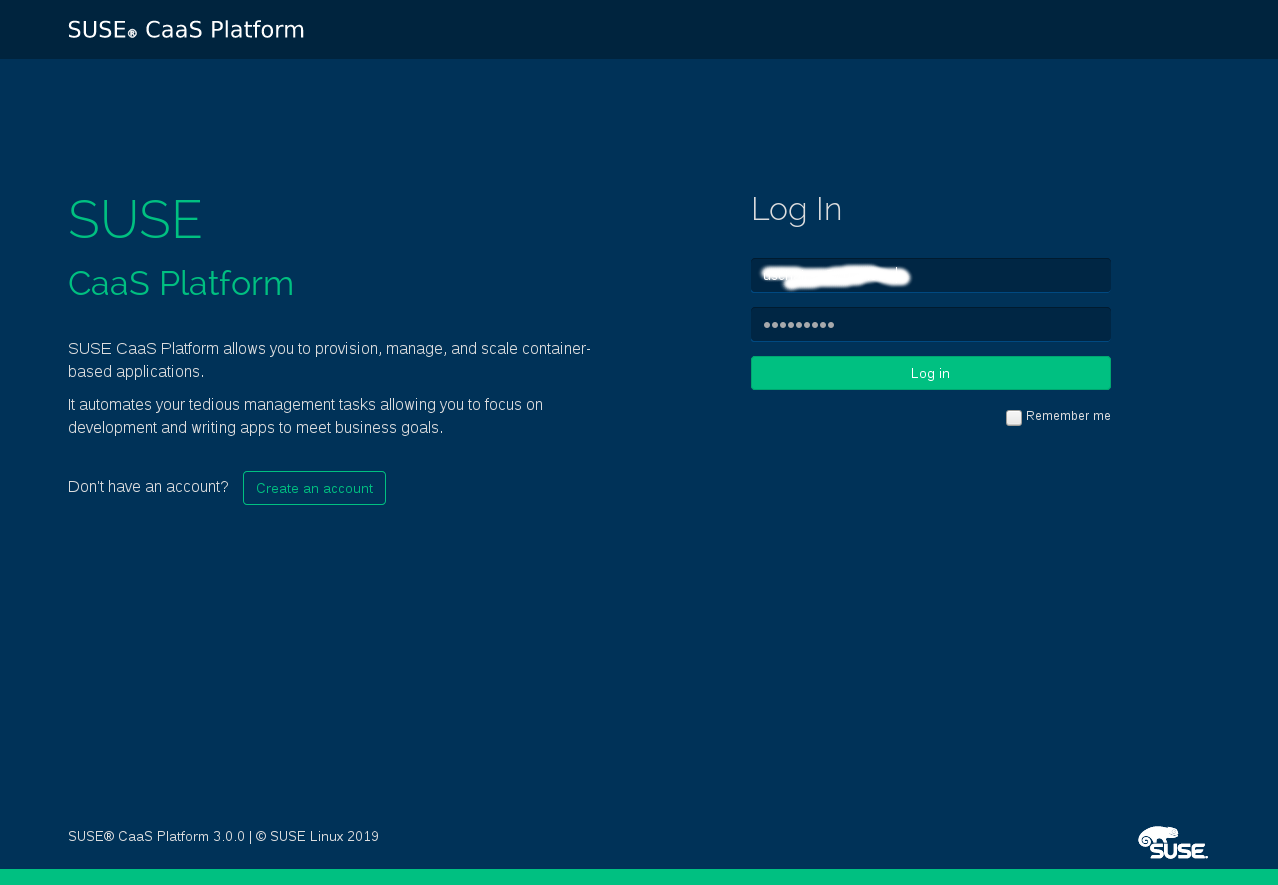 SUSE® CaaS Platform
SUSE
CaaS Platform
SUSE CaaS Platform allows you to provision, manage, and scale container-
based applications.
It automates your tedious management tasks allowing you to focus on
development and writing apps to meet business goals.
Don't have an account? Create an account
Log In
•••••••••
Log in
Remember me
SUSE® CaaS Platform 3.0.0 | © SUSE Linux 2019
SUSE